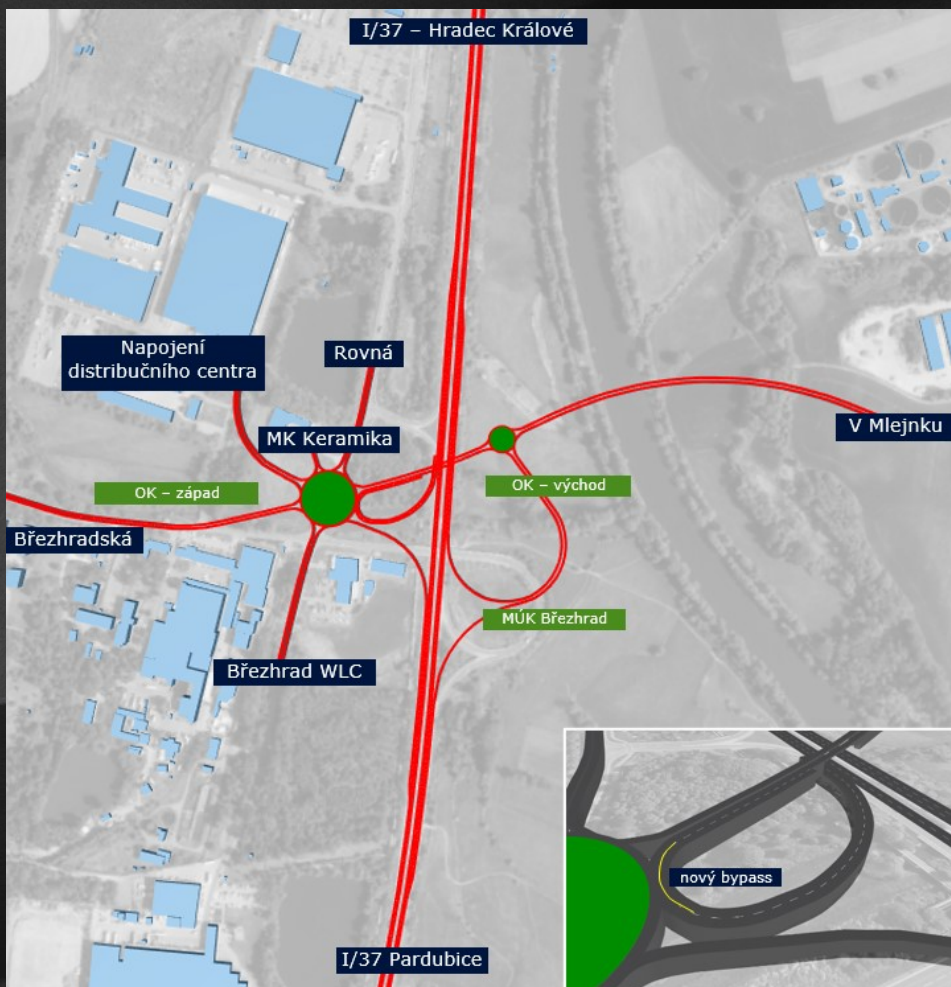 I/37 – Hradec Králové
Napojení
distribučního centra
Rovná
MK Keramika
V Mlejnku
OK – západ
OK – východ
Březhradská
MÚK Březhrad
Březhrad WLC
nový bypass
I/37 Pardubice